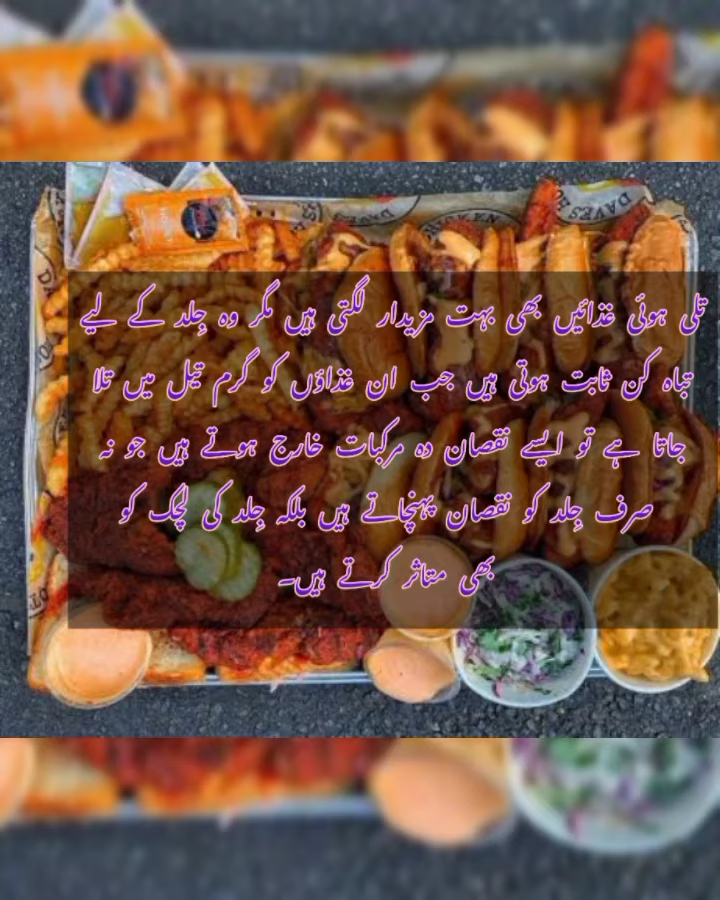 تلی ہوئی غذائیں بھی بہت مزیدار لگتی ہیں مگر وہ جِلد کے لیے
تباہ کن ثابت ہوتی ہیں جب ان غذاؤں کو گرم تیل میں تلا
جاتا ہے تو ایسے نقصان دہ مرکبات خارج ہوتے ہیں جو نہ
صرف جِلد کو نقصان پہنچاتے ہیں بلکہ جِلد کی لچک کو
بھی متاثر کرتے ہیں۔